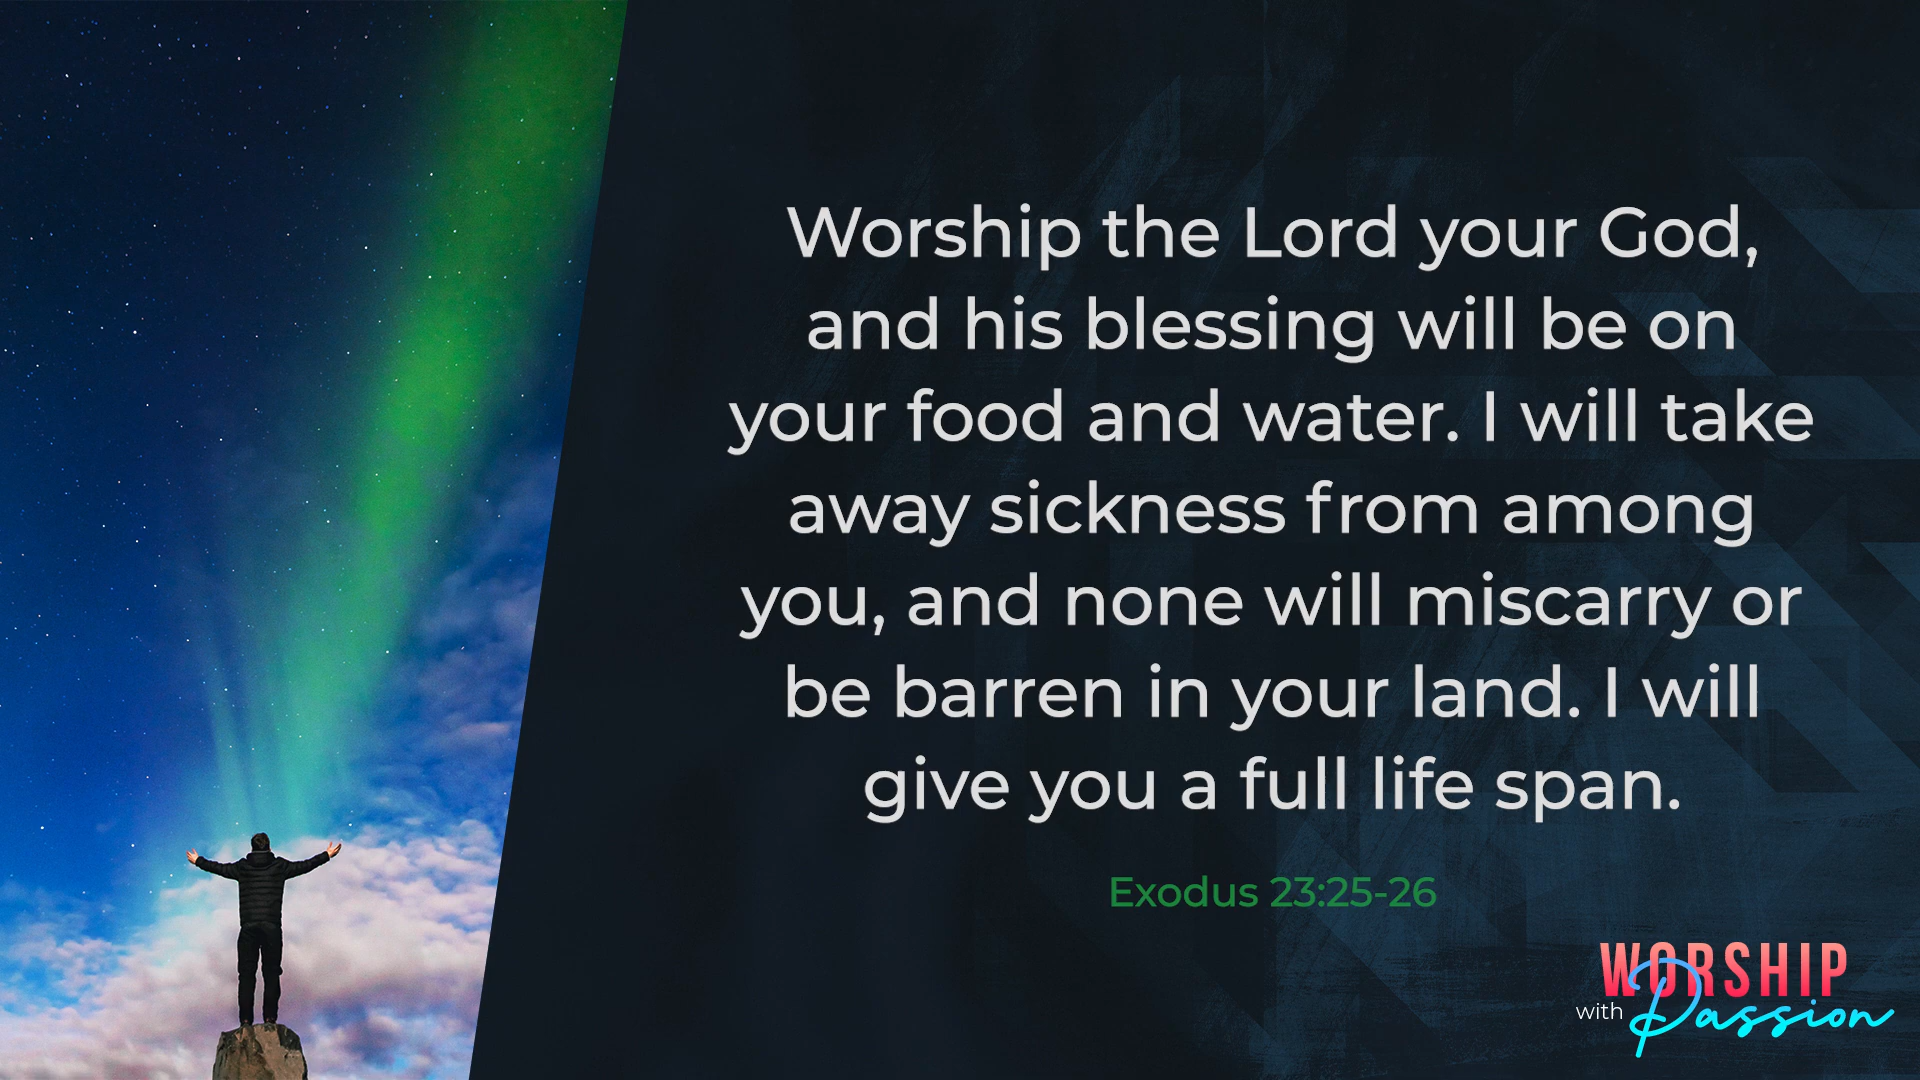 Worship the Lord your God,
and his blessing will be on
your food and water. I will take
away sickness from among
you, and none will miscarry or
be barren in your land. I will
give you a full life span.
Exodus 23:25-26
WORSHIP
with Passion